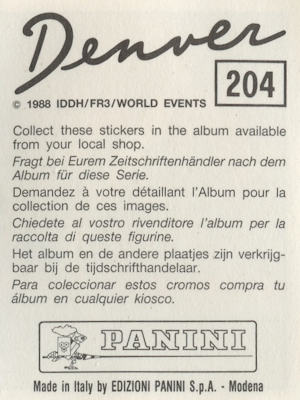 Denver
204
© 1988 IDDH/FR3/WORLD EVENTS
Collect these stickers in the album available
from your local shop.
Fragt bei Eurem Zeitschriftenhändler nach dem
Album für diese Serie.
Demandez à votre détaillant l'Album pour la
collection de ces images.
Chiedete al vostro rivenditore l'album per la
raccolta di queste figurine.
Het album en de andere plaatjes zijn verkrijg-
baar bij de tijdschrifthandelaar.
Para coleccionar estos cromos compra tu
álbum en cualquier kiosco.
PANINI
Made in Italy by EDIZIONI PANINI S.p.A. - Modena